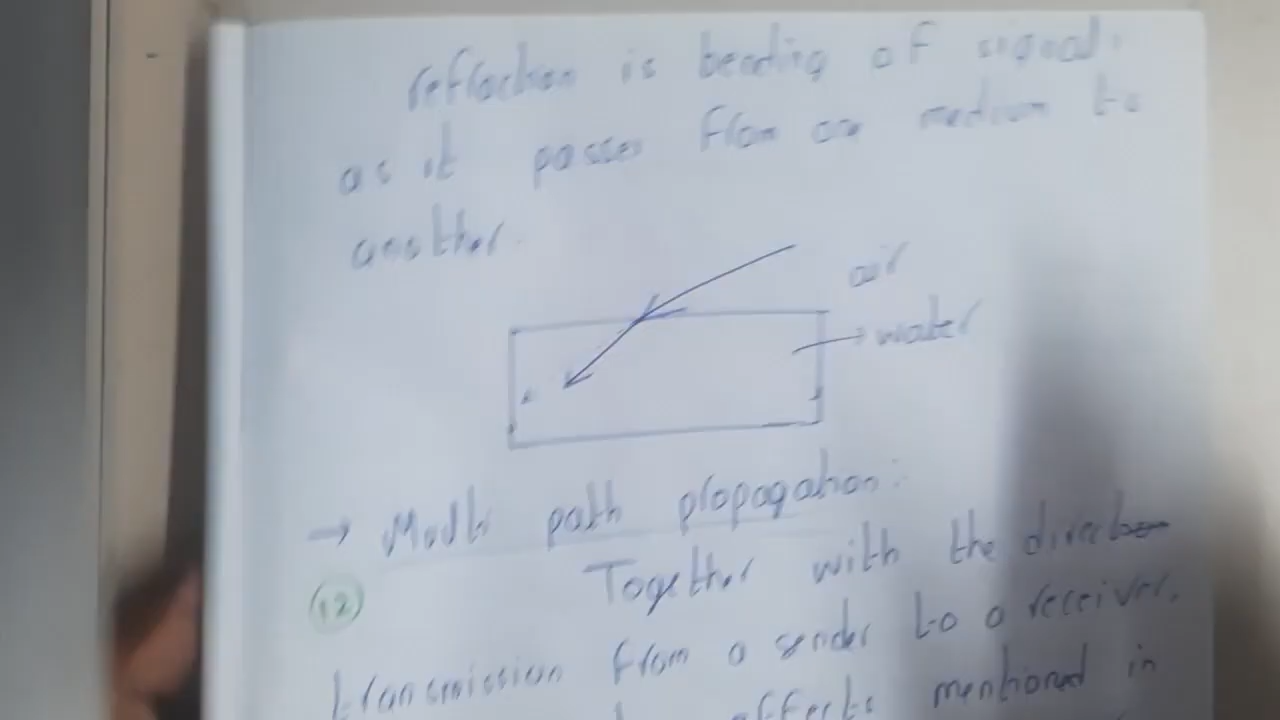 refraction is bending of signal.
as it passes from one medium to
another.
air
water
→ Multi path propagation:
(12)
Together with the direct
transmission from a sender to a receiver,
effects mentioned in